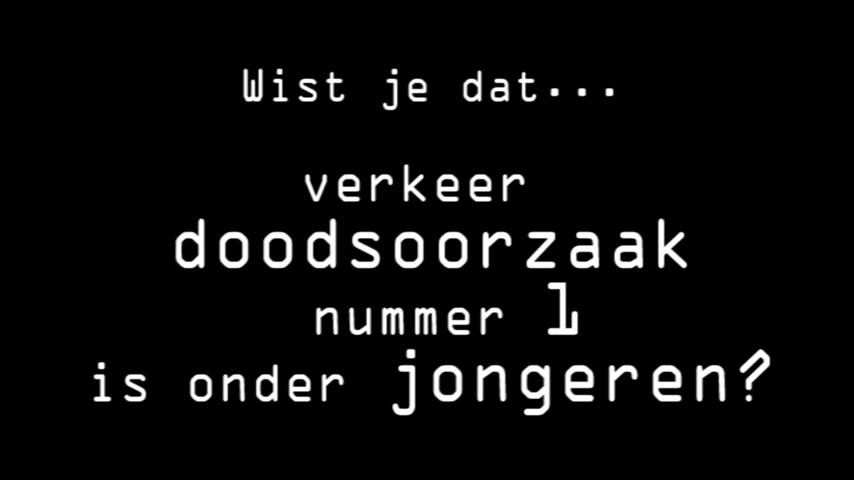 Wist je dat...
verkeer
doodsoorzaak
nummer 1
is onder jongeren?